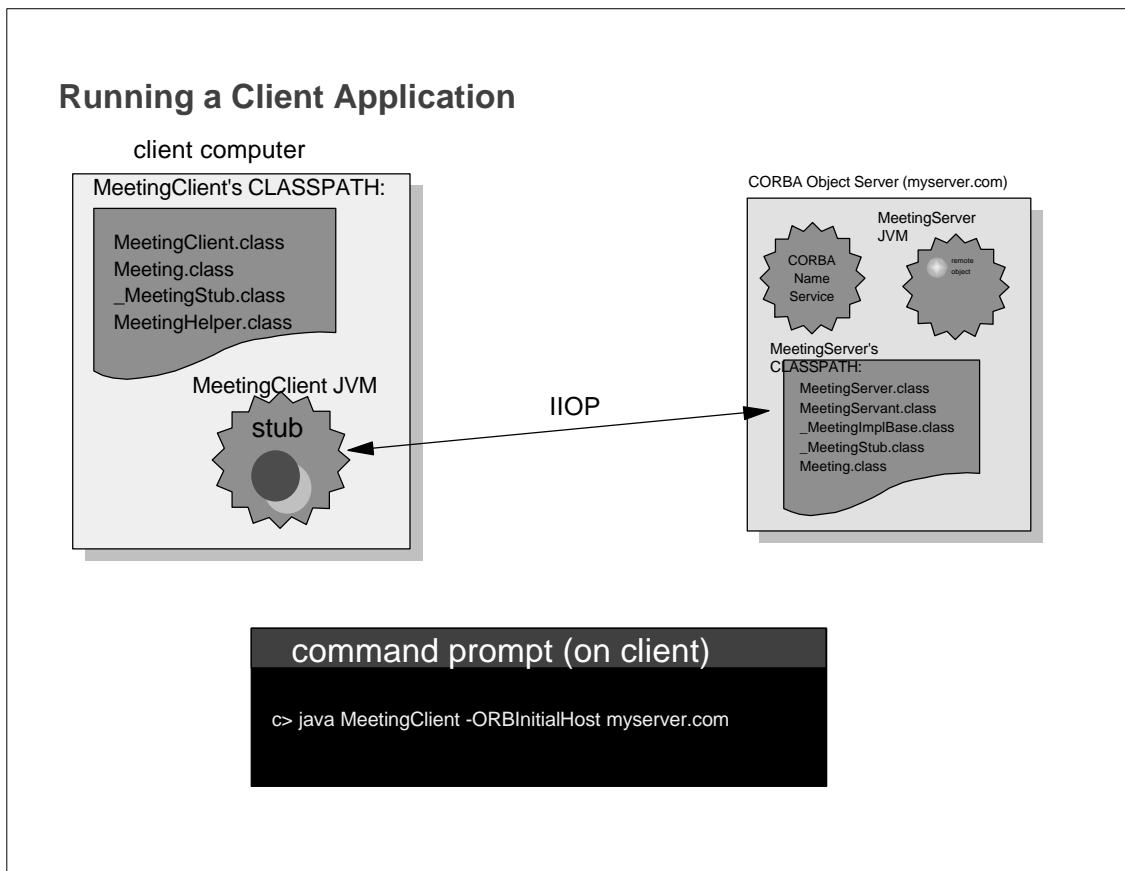 Running a Client Application
client computer
MeetingClient's CLASSPATH:
MeetingClient.class
Meeting.class
_MeetingStub.class
MeetingHelper.class
MeetingClient JVM
stub
IIOP
CORBA Object Server (myserver.com)
CORBA
Name
Service
MeetingServer
JVM
remote
object
MeetingServer's
CLASSPATH:
MeetingServer.class
MeetingServant.class
_MeetingImplBase.class
_MeetingStub.class
Meeting.class
command prompt (on client)
c> java MeetingClient -ORBInitialHost myserver.com